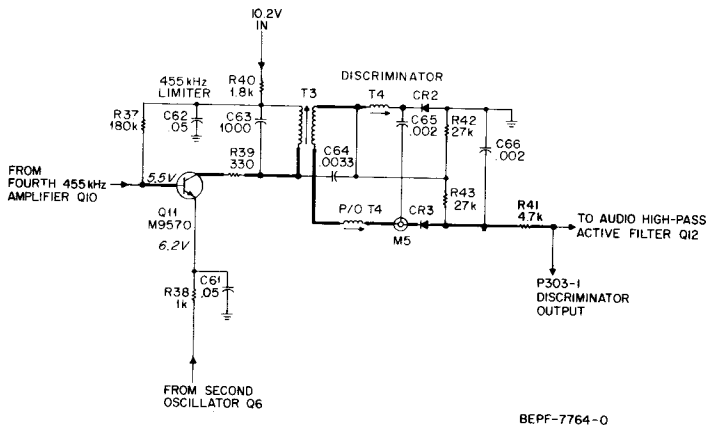 10.2V
IN
455kHz
LIMITER
R40
1.8k
T3
DISCRIMINATOR
T4
CR2
R37
180k
C62
.05
C63
1000
R39
330
C64
.0033
C65
.002
R42
27k
C66
.002
FROM
FOURTH 455kHz
AMPLIFIER Q10
5.5V
Q11
M9570
6.2V
P/O T4
M5
CR3
R43
27k
R41
4.7k
TO AUDIO HIGH-PASS
ACTIVE FILTER Q12
P303-1
DISCRIMINATOR
OUTPUT
R38
1k
C61
.05
FROM SECOND
OSCILLATOR Q6
BEPF-7764-O